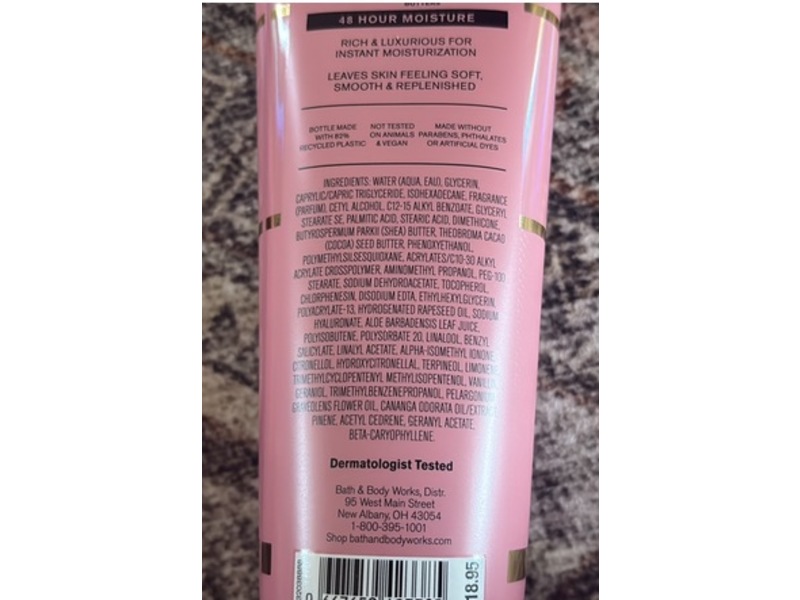 BUTTERS
48 HOUR MOISTURE
RICH & LUXURIOUS FOR
INSTANT MOISTURIZATION
LEAVES SKIN FEELING SOFT,
SMOOTH & REPLENISHED
BOTTLE MADE
WITH 82%
RECYCLED PLASTIC
NOT TESTED
ON ANIMALS
& VEGAN
MADE WITHOUT
PARABENS, PHTHALATES
OR ARTIFICIAL DYES
INGREDIENTS: WATER (AQUA, EAU), GLYCERIN,
CAPRYLIC/CAPRIC TRIGLYCERIDE, ISOHEXADECANE, FRAGRANCE
(PARFUM), CETYL ALCOHOL, C12-15 ALKYL BENZOATE, GLYCERYL
STEARATE SE, PALMITIC ACID, STEARIC ACID, DIMETHICONE,
BUTYROSPERMUM PARKII (SHEA) BUTTER, THEOBROMA CACAO
(COCOA) SEED BUTTER, PHENOXYETHANOL,
POLYMETHYLSILSESQUIOXANE, ACRYLATES/C10-30 ALKYL
ACRYLATE CROSSPOLYMER, AMINOMETHYL PROPANOL, PEG-100
STEARATE, SODIUM DEHYDROACETATE, TOCOPHEROL,
CHLORPHENESIN, DISODIUM EDTA, ETHYLHEXYLGLYCERIN,
POLYACRYLATE-13, HYDROGENATED RAPESEED OIL, SODIUM
HYALURONATE, ALOE BARBADENSIS LEAF JUICE,
POLYISOBUTENE, POLYSORBATE 20, LINALOOL, BENZYL
SALICYLATE, LINALYL ACETATE, ALPHA-ISOMETHYL IONONE,
CITRONELLOL, HYDROXYCITRONELLAL, TERPINEOL, LIMONENE,
TRIMETHYLCYCLOPENTENYL METHYLISOPENTENOL, VANILLIN,
GERANIOL, TRIMETHYLBENZENEPROPANOL, PELARGONIUM
GRAVEOLENS FLOWER OIL, CANANGA ODORATA OIL/EXTRACT,
PINENE, ACETYL CEDRENE, GERANYL ACETATE,
BETA-CARYOPHYLLENE.
Dermatologist Tested
Bath & Body Works, Distr.
95 West Main Street
New Albany, OH 43054
1-800-395-1001
Shop bathandbodyworks.com
18.95